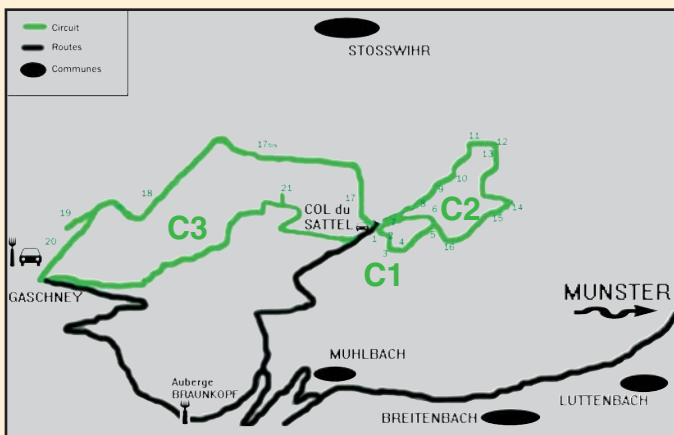 Circuit
Routes
Communes
STOSSWIHR
11
12
13
17bis
10
9
21
18
17
8
C2
14
6
15
7
19
C3
COL du
SATTEL
5
1
2
20
4
16
3
C1
GASCHNEY
MUNSTER
MUHLBACH
Auberge
BRAUNKOPF
LUTTENBACH
BREITENBACH